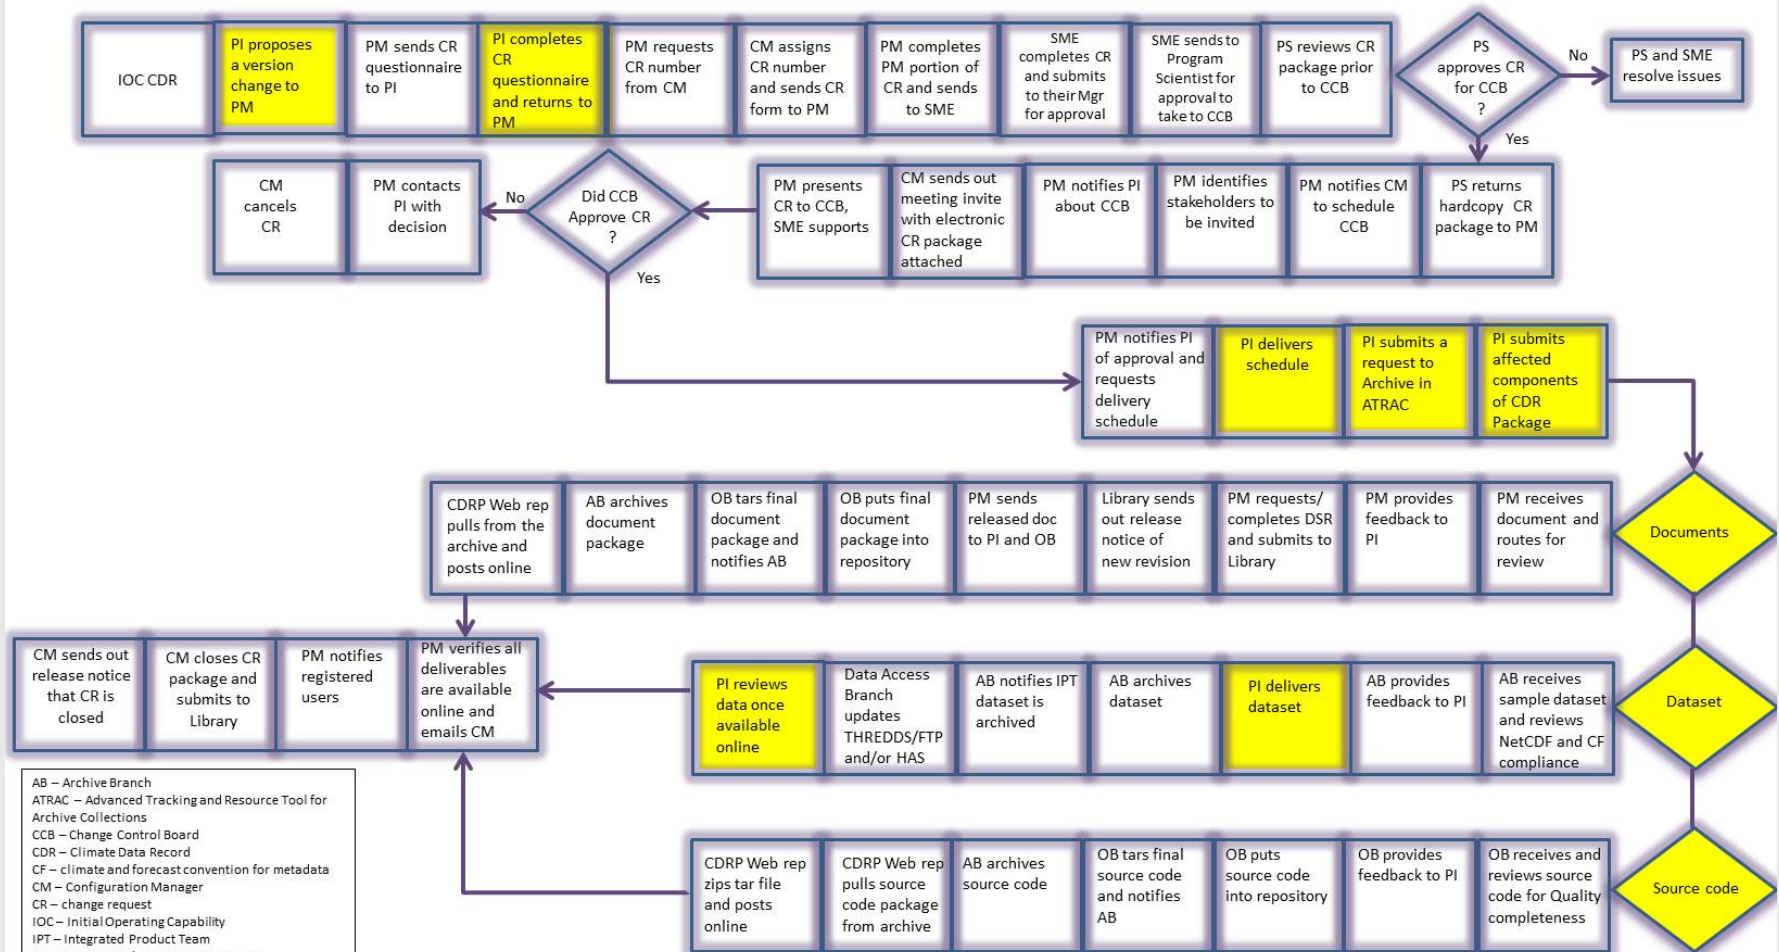 IOC CDR
PI proposes
a version
change to
PM
PM sends CR
questionnaire
to PI
PI completes
CR
questionnaire
and returns to
PM
PM requests
CR number
from CM
CM assigns
CR number
and sends CR
form to PM
PM completes
PM portion of
CR and sends
to SME
SME
completes CR
and submits
to their Mgr
for approval
SME sends to
Program
Scientist for
approval to
take to CCB
PS reviews CR
package prior
to CCB
PS
approves CR
for CCB
?
No
PS and SME
resolve issues
Yes
CM
cancels
CR
PM contacts
PI with
decision
No
Did CCB
Approve CR
?
Yes
PM presents
CR to CCB,
SME supports
CM sends out
meeting invite
with electronic
CR package
attached
PM notifies PI
about CCB
PM identifies
stakeholders to
be invited
PM notifies CM
to schedule
CCB
PS returns
hardcopy CR
package to PM
PM notifies PI
of approval and
requests
delivery
schedule
PI delivers
schedule
PI submits a
request to
Archive in
ATRAC
PI submits
affected
components
of CDR
Package
CDRP Web rep
pulls from the
archive and
posts online
AB archives
document
package
OB tars final
document
package and
notifies AB
OB puts final
document
package into
repository
PM sends
released doc
to PI and OB
Library sends
out release
notice of
new revision
PM requests/
completes DSR
and submits to
Library
PM provides
feedback to
PI
PM receives
document and
routes for
review
Documents
CM sends out
release notice
that CR is
closed
CM closes CR
package and
submits to
Library
PM notifies
registered
users
PM verifies all
deliverables
are available
online and
emails CM
PI reviews
data once
available
online
Data Access
Branch
updates
THREDDS/FTP
and/or HAS
AB notifies IPT
dataset is
archived
AB archives
dataset
PI delivers
dataset
AB provides
feedback to PI
AB receives
sample dataset
and reviews
NetCDF and CF
compliance
Dataset
AB – Archive Branch
ATRAC – Advanced Tracking and Resource Tool for
Archive Collections
CCB – Change Control Board
CDR – Climate Data Record
CF – climate and forecast convention for metadata
CM – Configuration Manager
CR – change request
IOC – Initial Operating Capability
IPT – Integrated Product Team
CDRP Web rep
zips tar file
and posts
online
CDRP Web rep
pulls source
code package
from archive
AB archives
source code
OB tars final
source code
and notifies
AB
OB puts
source code
into repository
OB provides
feedback to PI
OB receives and
reviews source
code for Quality
completeness
Source code